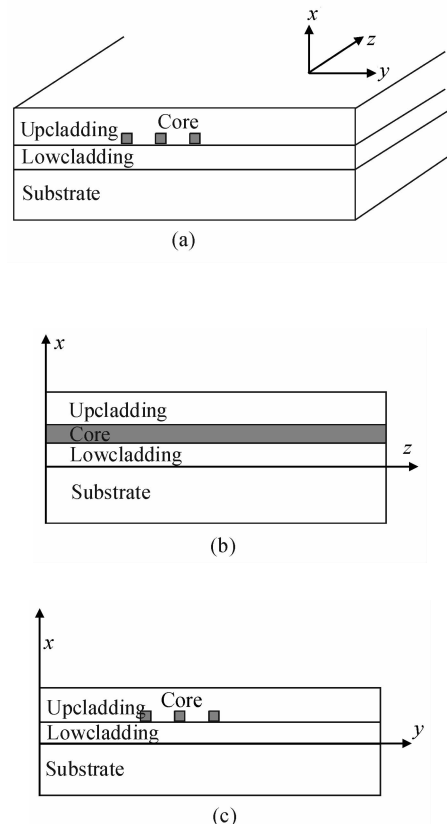 x
z
y
Core
Upcladding
Lowcladding
Substrate
(a)
x
Upcladding
Core
Lowcladding
z
Substrate
(b)
x
Core
Upcladding
y
Lowcladding
Substrate
(c)